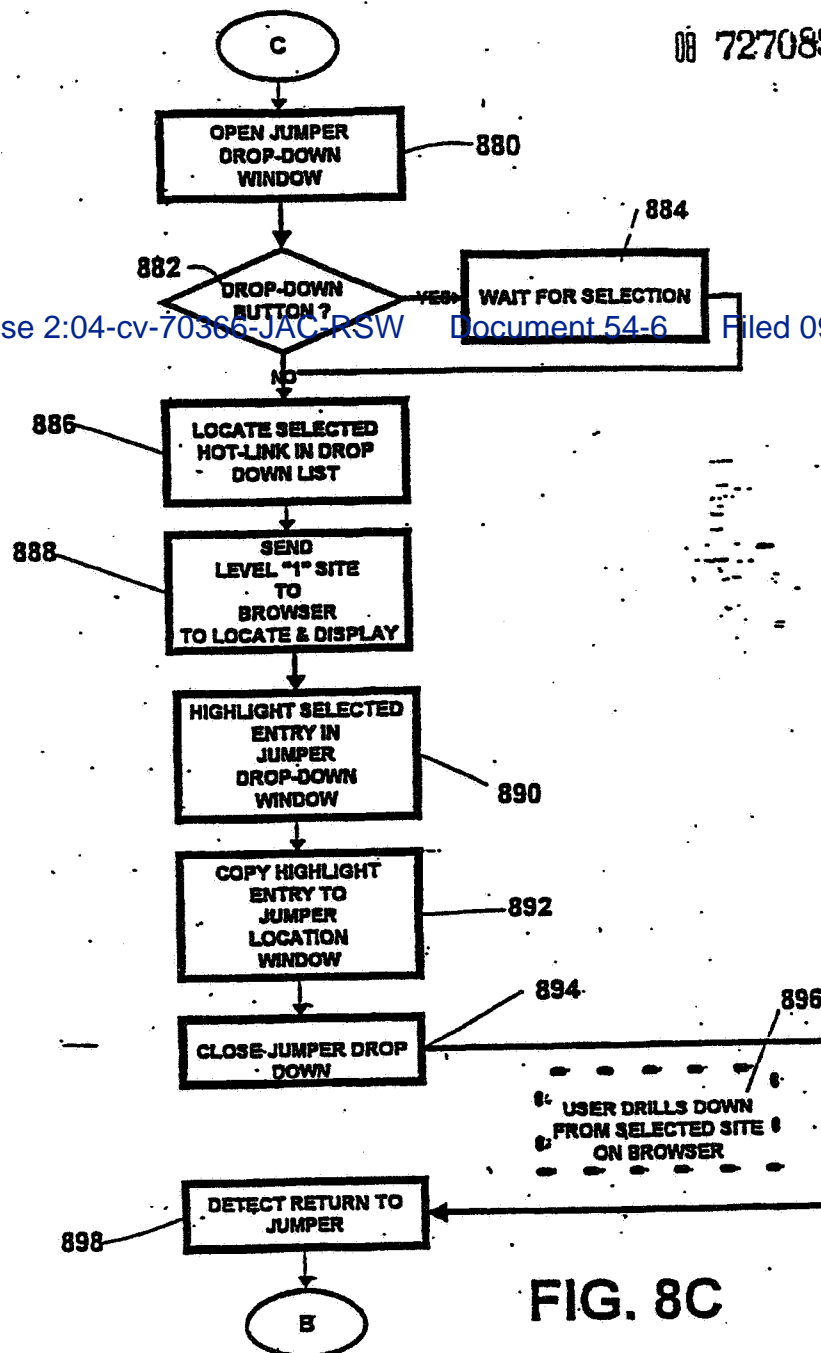 C
08 72708
OPEN JUMPER
DROP-DOWN
WINDOW
880
884
882
DROP-DOWN
BUTTON ?
YES
WAIT FOR SELECTION
se 2:04-cv-70366-JAC-RSW Document 54-6 Filed 09
NO
886
LOCATE SELECTED
HOT-LINK IN DROP
DOWN LIST
888
SEND
LEVEL "1" SITE
TO
BROWSER
TO LOCATE & DISPLAY
HIGHLIGHT SELECTED
ENTRY IN
JUMPER
DROP-DOWN
WINDOW
890
COPY HIGHLIGHT
ENTRY TO
JUMPER
LOCATION
WINDOW
892
894
896
CLOSE JUMPER DROP
DOWN
USER DRILLS DOWN
FROM SELECTED SITE
ON BROWSER
DETECT RETURN TO
JUMPER
898
B
FIG. 8C